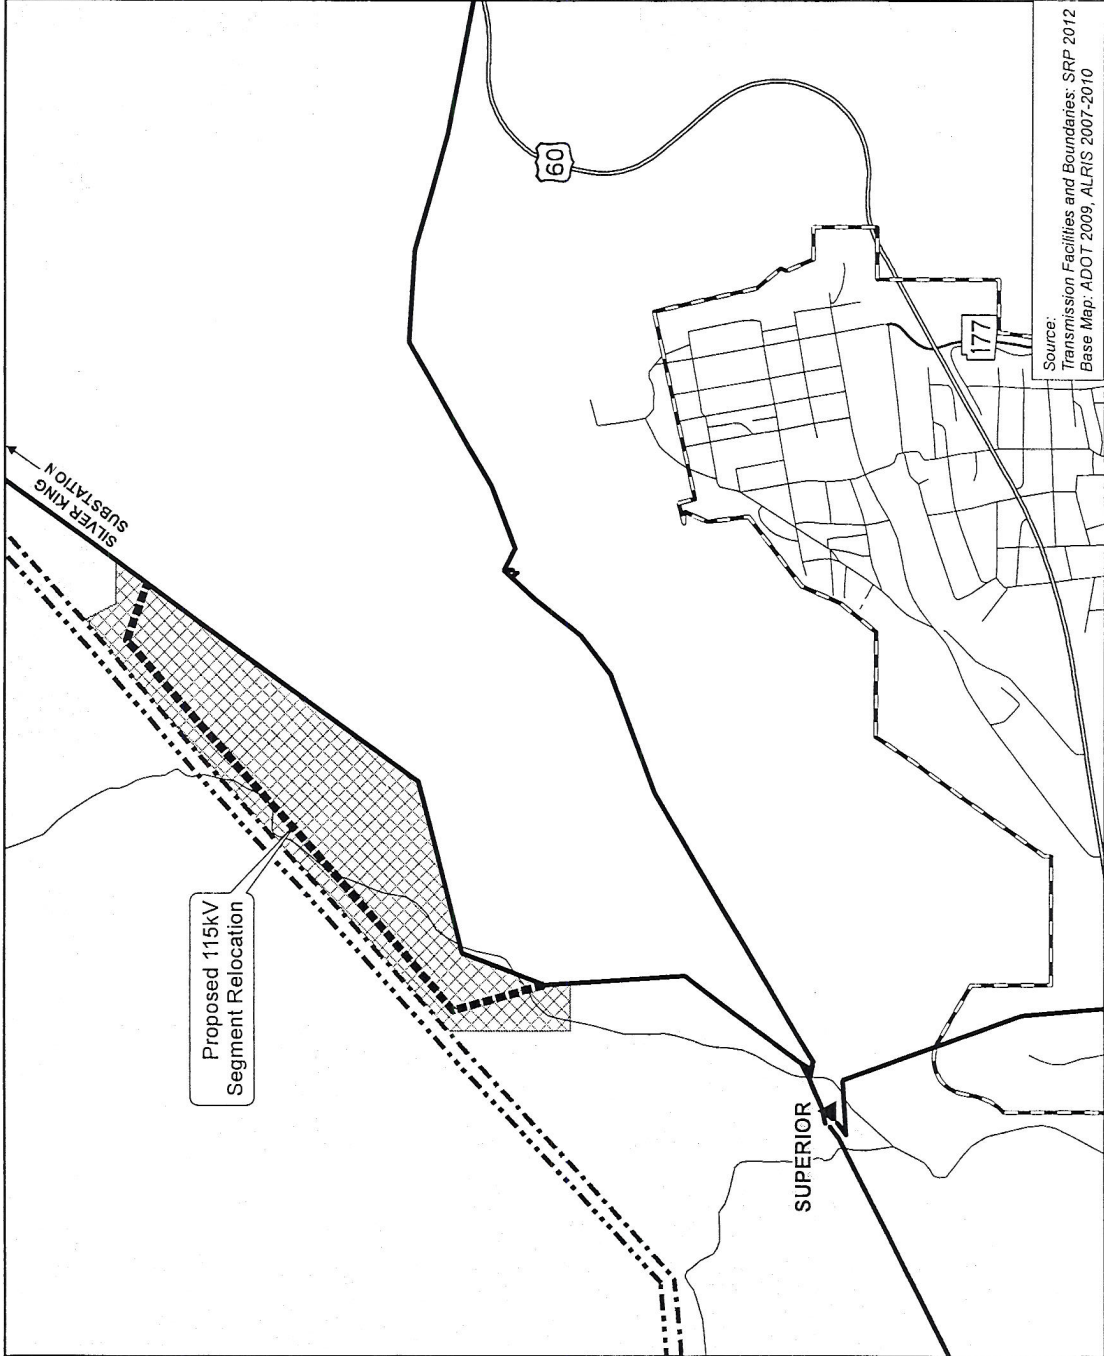 SILVER KING
SUBSTATION
60
Proposed 115kV
Segment Relocation
177
SUPERIOR
Source:
Transmission Facilities and Boundaries: SRP 2012
Base Map: ADOT 2009, ALRIS 2007-2010